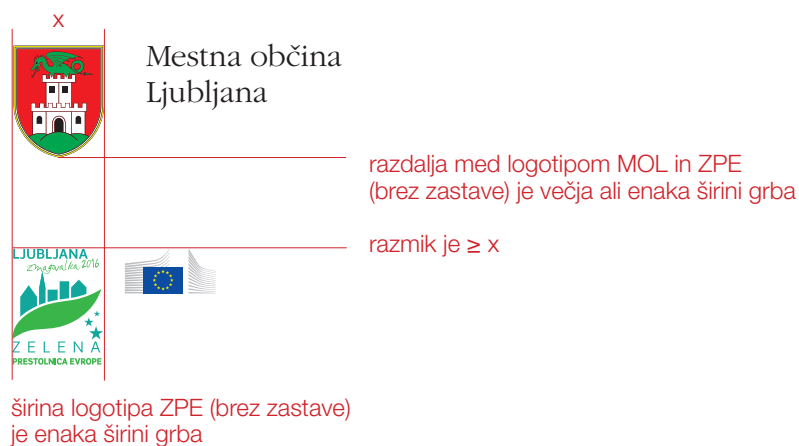 x
Mestna občina
Ljubljana
razdalja med logotipom MOL in ZPE
(brez zastave) je večja ali enaka širini grba
razmik je ≥ x
LJUBLJANA
Zmagovalka 2016
ZELENA
PRESTOLNICA EVROPE
širina logotipa ZPE (brez zastave)
je enaka širini grba